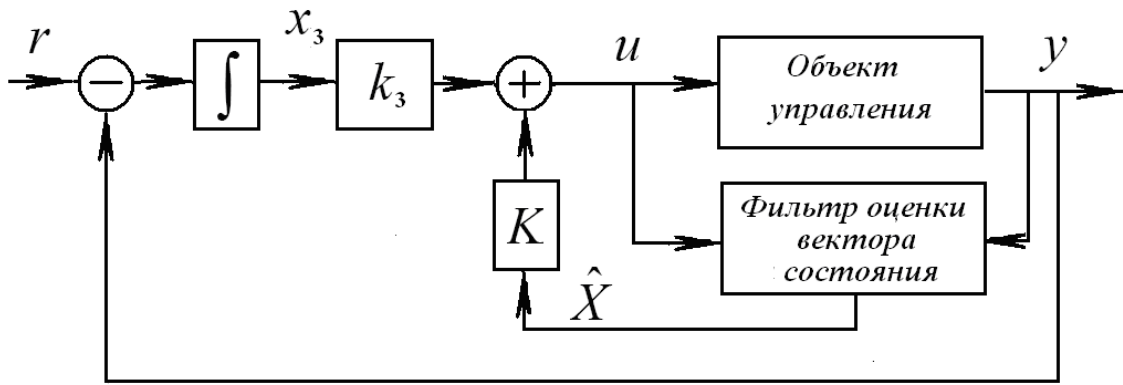 r
−
∫
x₃
k₃
+
u
Объект
управления
y
K
X̂
Фильтр оценки
вектора
состояния